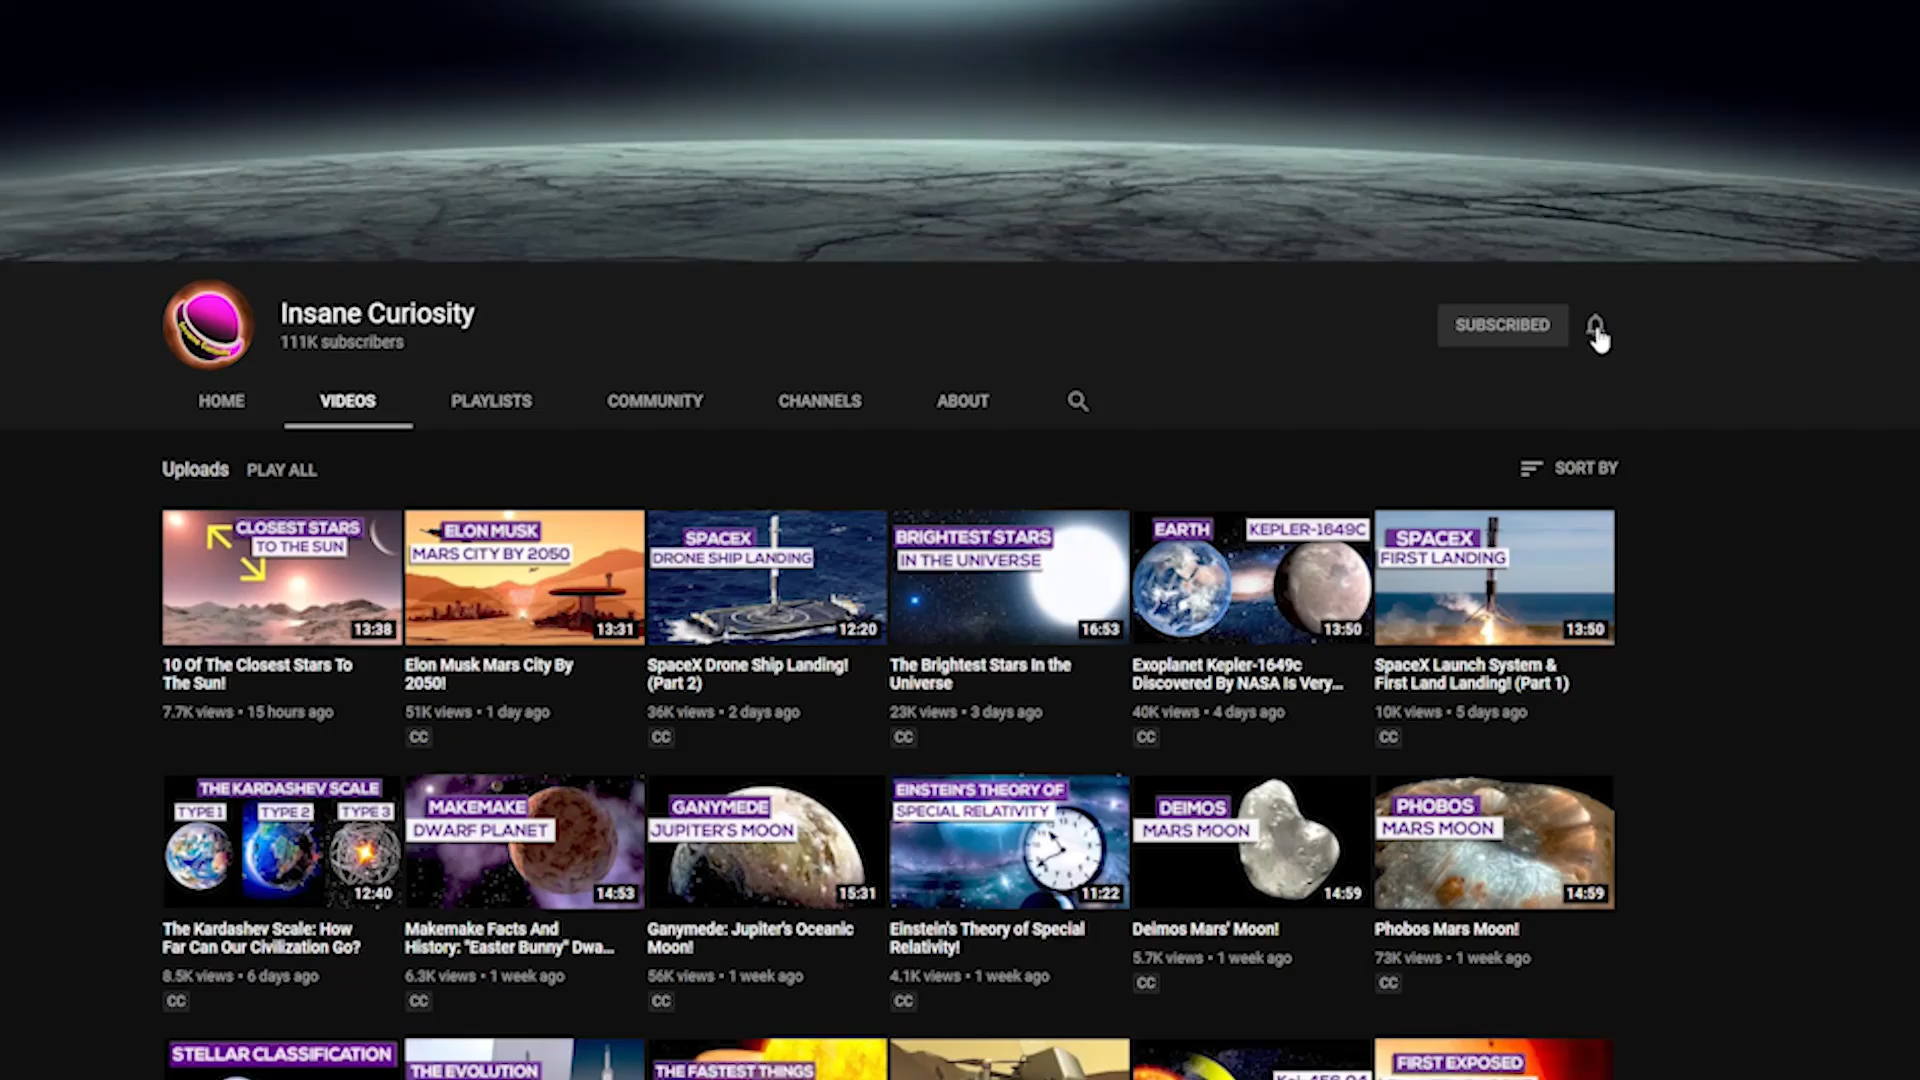 Insane Curiosity
111K subscribers
SUBSCRIBED
HOME
VIDEOS
PLAYLISTS
COMMUNITY
CHANNELS
ABOUT
Uploads
PLAY ALL
SORT BY
CLOSEST STARS
TO THE SUN
13:38
ELON MUSK
MARS CITY BY 2050
13:31
SPACEX
DRONE SHIP LANDING
12:20
BRIGHTEST STARS
IN THE UNIVERSE
16:53
EARTH
KEPLER-1649C
13:50
SPACEX
FIRST LANDING
13:50
10 Of The Closest Stars To
The Sun!
7.7K views • 15 hours ago
Elon Musk Mars City By
2050!
51K views • 1 day ago
CC
SpaceX Drone Ship Landing!
(Part 2)
36K views • 2 days ago
CC
The Brightest Stars In the
Universe
23K views • 3 days ago
CC
Exoplanet Kepler-1649c
Discovered By NASA Is Very...
40K views • 4 days ago
CC
SpaceX Launch System &
First Land Landing! (Part 1)
10K views • 5 days ago
CC
THE KARDASHEV SCALE
TYPE 1
TYPE 2
TYPE 3
12:40
MAKEMAKE
DWARF PLANET
14:53
GANYMEDE
JUPITER'S MOON
15:31
EINSTEIN'S THEORY OF
SPECIAL RELATIVITY
11:22
DEIMOS
MARS MOON
14:59
PHOBOS
MARS MOON
14:59
The Kardashev Scale: How
Far Can Our Civilization Go?
8.5K views • 6 days ago
CC
Makemake Facts And
History: "Easter Bunny" Dwa...
6.3K views • 1 week ago
CC
Ganymede: Jupiter's Oceanic
Moon!
56K views • 1 week ago
CC
Einstein's Theory of Special
Relativity!
4.1K views • 1 week ago
CC
Deimos Mars' Moon!
5.7K views • 1 week ago
CC
Phobos Mars Moon!
73K views • 1 week ago
CC
STELLAR CLASSIFICATION
THE EVOLUTION
THE FASTEST THINGS
FIRST EXPOSED